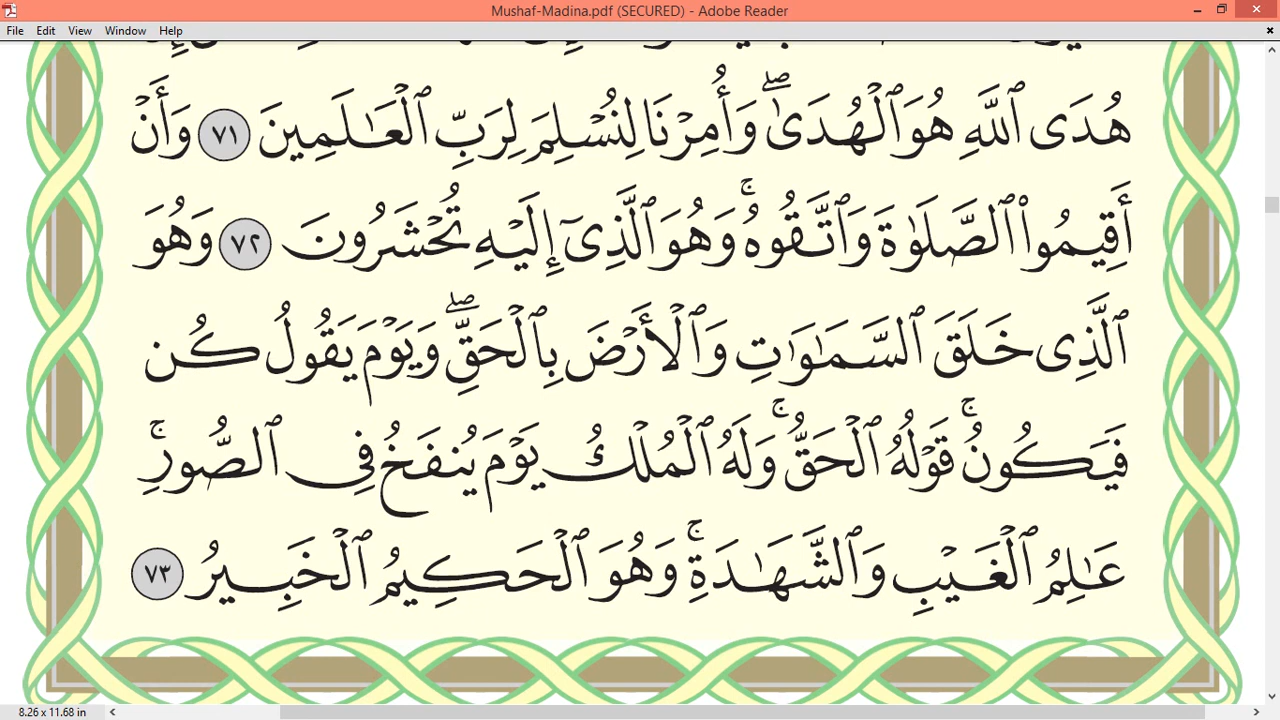 Mushaf-Madina.pdf (SECURED) - Adobe Reader
File Edit View Window Help
هُدَى ٱللَّهِ هُوَ ٱلْهُدَىٰۖ وَأُمِرْنَا لِنُسْلِمَ لِرَبِّ ٱلْعَٰلَمِينَ ٧١ وَأَنْ
أَقِيمُوا۟ ٱلصَّلَوٰةَ وَٱتَّقُوهُۚ وَهُوَ ٱلَّذِىٓ إِلَيْهِ تُحْشَرُونَ ٧٢ وَهُوَ
ٱلَّذِى خَلَقَ ٱلسَّمَٰوَٰتِ وَٱلْأَرْضَ بِٱلْحَقِّۖ وَيَوْمَ يَقُولُ كُن
فَيَكُونُۚ قَوْلُهُ ٱلْحَقُّۚ وَلَهُ ٱلْمُلْكُ يَوْمَ يُنفَخُ فِى ٱلصُّورِۚ
عَٰلِمُ ٱلْغَيْبِ وَٱلشَّهَٰدَةِۚ وَهُوَ ٱلْحَكِيمُ ٱلْخَبِيرُ ٧٣
8.26 x 11.68 in